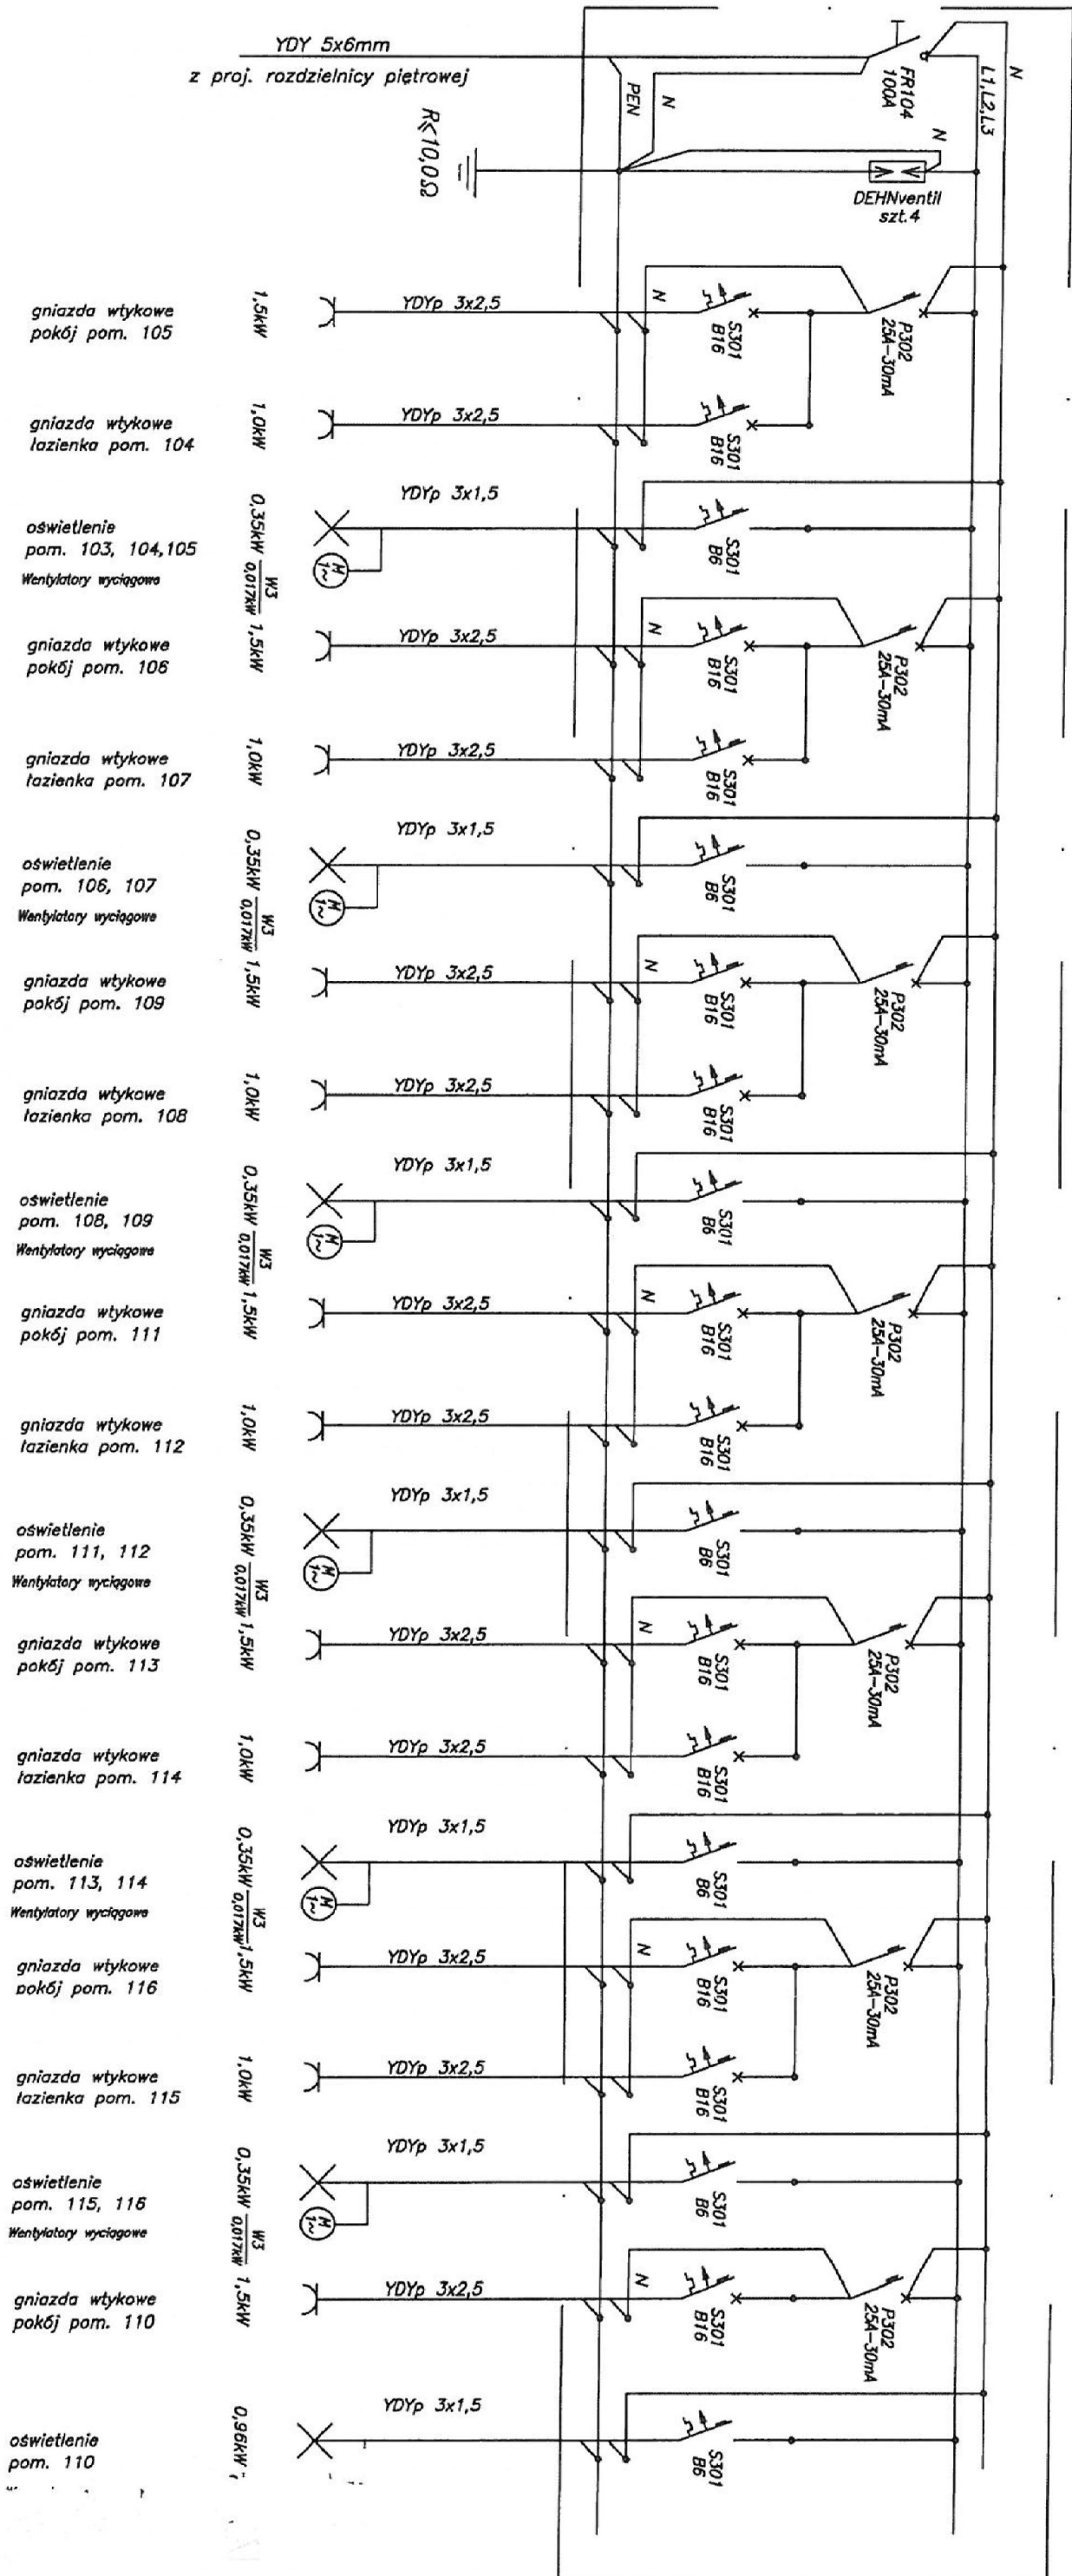 YDY 5x6mm
z proj. rozdzielnicy piętrowej
R≤10,0Ω
PEN
N
FR104
100A
N
L1,L2,L3
N
DEHNventil
szt.4
gniazda wtykowe
pokój pom. 105
1,5kW
YDYp 3x2,5
N
S301
B16
P302
25A-30mA
gniazda wtykowe
łazienka pom. 104
1,0kW
YDYp 3x2,5
S301
B16
oświetlenie
pom. 103, 104,105
Wentylatory wyciągowe
0,35kW
W3
0,017kW
M
1~
YDYp 3x1,5
S301
B6
gniazda wtykowe
pokój pom. 106
1,5kW
YDYp 3x2,5
N
S301
B16
P302
25A-30mA
gniazda wtykowe
łazienka pom. 107
1,0kW
YDYp 3x2,5
S301
B16
oświetlenie
pom. 106, 107
Wentylatory wyciągowe
0,35kW
W3
0,017kW
M
1~
YDYp 3x1,5
S301
B6
gniazda wtykowe
pokój pom. 109
1,5kW
YDYp 3x2,5
N
S301
B16
P302
25A-30mA
gniazda wtykowe
łazienka pom. 108
1,0kW
YDYp 3x2,5
S301
B16
oświetlenie
pom. 108, 109
Wentylatory wyciągowe
0,35kW
W3
0,017kW
M
1~
YDYp 3x1,5
S301
B6
gniazda wtykowe
pokój pom. 111
1,5kW
YDYp 3x2,5
N
S301
B16
P302
25A-30mA
gniazda wtykowe
łazienka pom. 112
1,0kW
YDYp 3x2,5
S301
B16
oświetlenie
pom. 111, 112
Wentylatory wyciągowe
0,35kW
W3
0,017kW
M
1~
YDYp 3x1,5
S301
B6
gniazda wtykowe
pokój pom. 113
1,5kW
YDYp 3x2,5
N
S301
B16
P302
25A-30mA
gniazda wtykowe
łazienka pom. 114
1,0kW
YDYp 3x2,5
S301
B16
oświetlenie
pom. 113, 114
Wentylatory wyciągowe
0,35kW
W3
0,017kW
M
1~
YDYp 3x1,5
S301
B6
gniazda wtykowe
pokój pom. 116
1,5kW
YDYp 3x2,5
N
S301
B16
P302
25A-30mA
gniazda wtykowe
łazienka pom. 115
1,0kW
YDYp 3x2,5
S301
B16
oświetlenie
pom. 115, 116
Wentylatory wyciągowe
0,35kW
W3
0,017kW
M
1~
YDYp 3x1,5
S301
B6
gniazda wtykowe
pokój pom. 110
1,5kW
YDYp 3x2,5
N
S301
B16
P302
25A-30mA
oświetlenie
pom. 110
0,96kW
YDYp 3x1,5
S301
B6